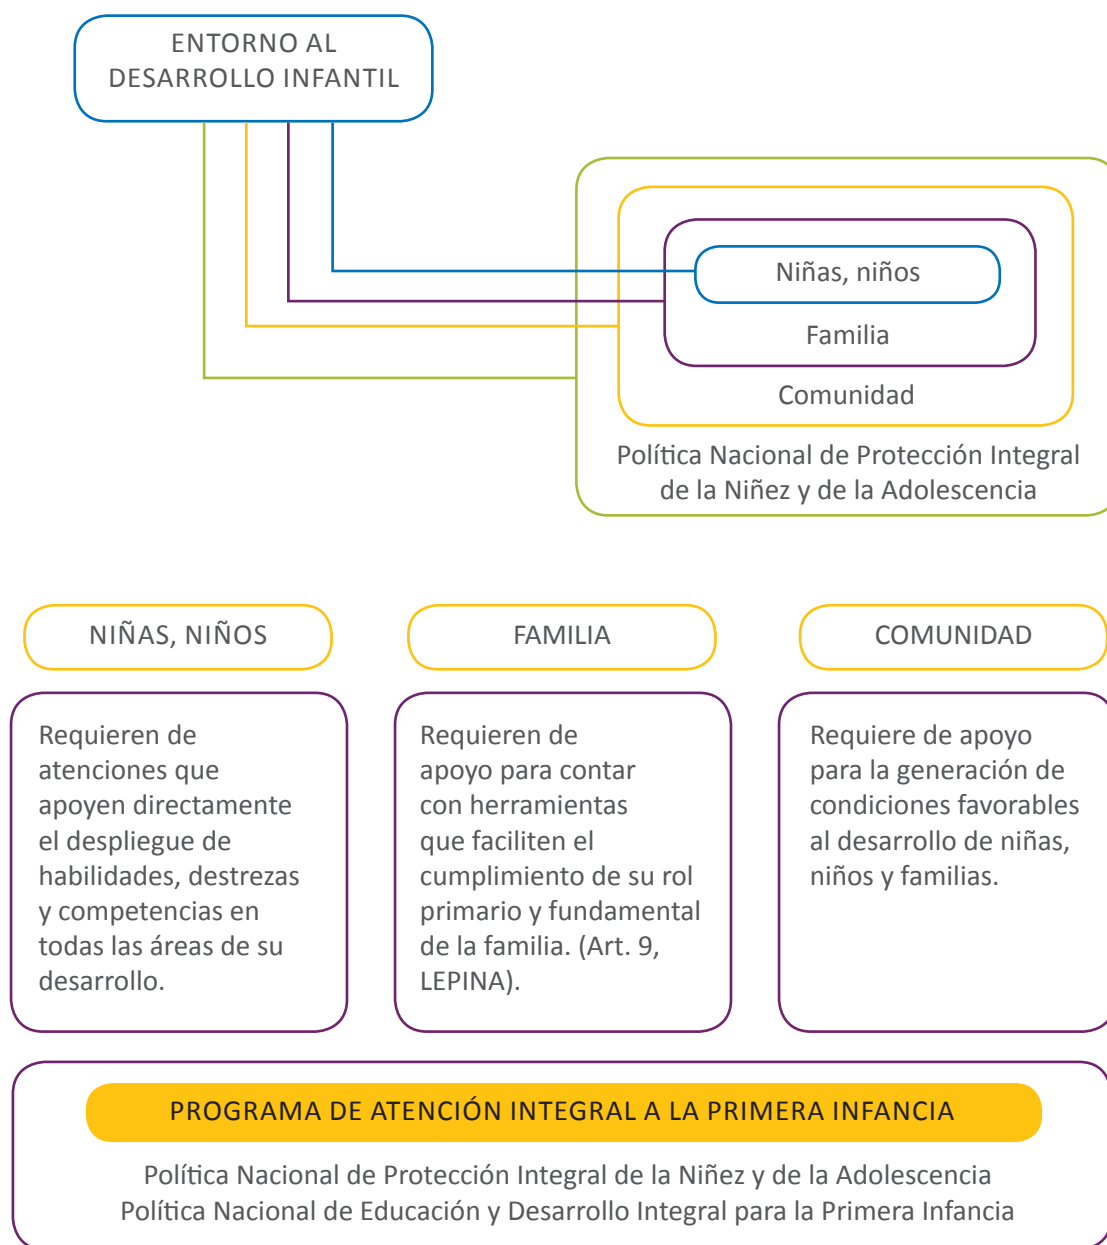 ENTORNO AL
DESARROLLO INFANTIL
Niñas, niños
Familia
Comunidad
Política Nacional de Protección Integral
de la Niñez y de la Adolescencia
NIÑAS, NIÑOS
Requieren de
atenciones que
apoyen directamente
el despliegue de
habilidades, destrezas
y competencias en
todas las áreas de su
desarrollo.
FAMILIA
Requieren de
apoyo para contar
con herramientas
que faciliten el
cumplimiento de su rol
primario y fundamental
de la familia. (Art. 9,
LEPINA).
COMUNIDAD
Requiere de apoyo
para la generación de
condiciones favorables
al desarrollo de niñas,
niños y familias.
PROGRAMA DE ATENCIÓN INTEGRAL A LA PRIMERA INFANCIA
Política Nacional de Protección Integral de la Niñez y de la Adolescencia
Política Nacional de Educación y Desarrollo Integral para la Primera Infancia